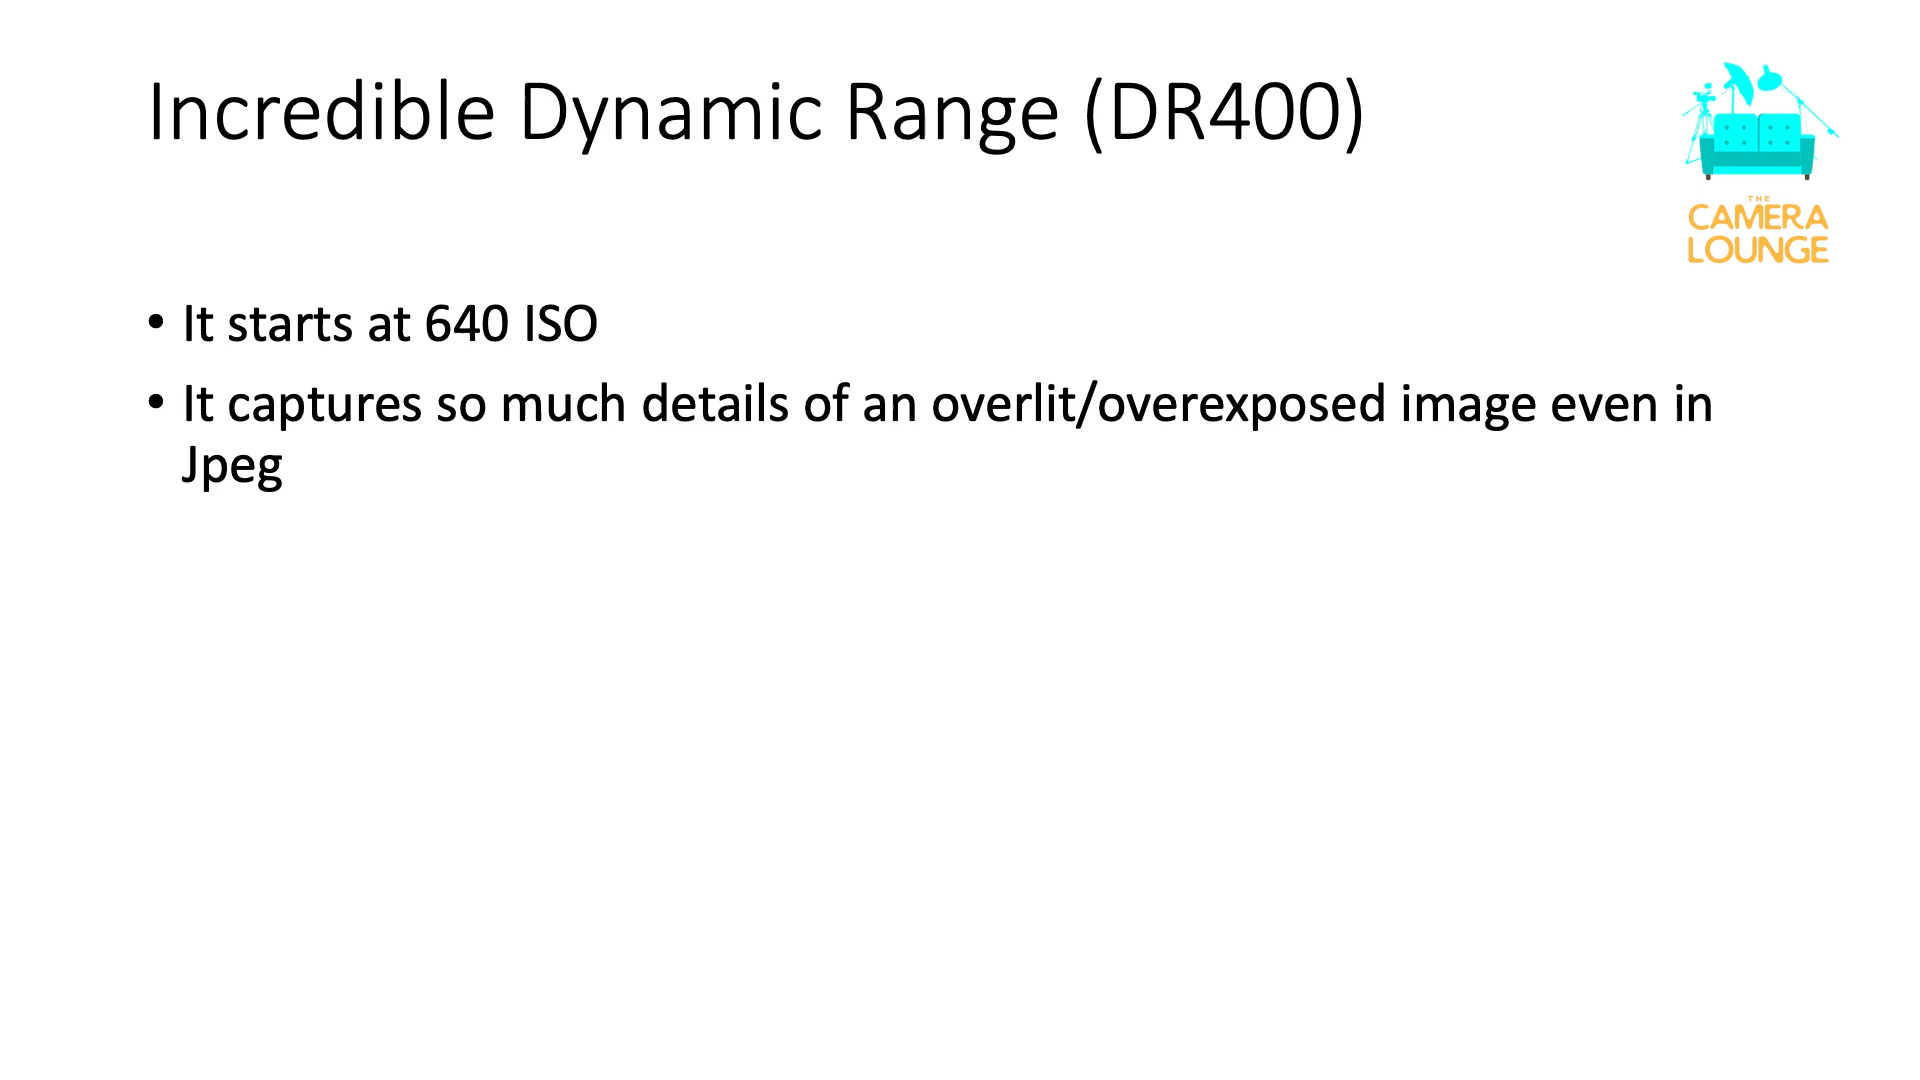 Incredible Dynamic Range (DR400)
THE
CAMERA
LOUNGE
• It starts at 640 ISO
• It captures so much details of an overlit/overexposed image even in
Jpeg